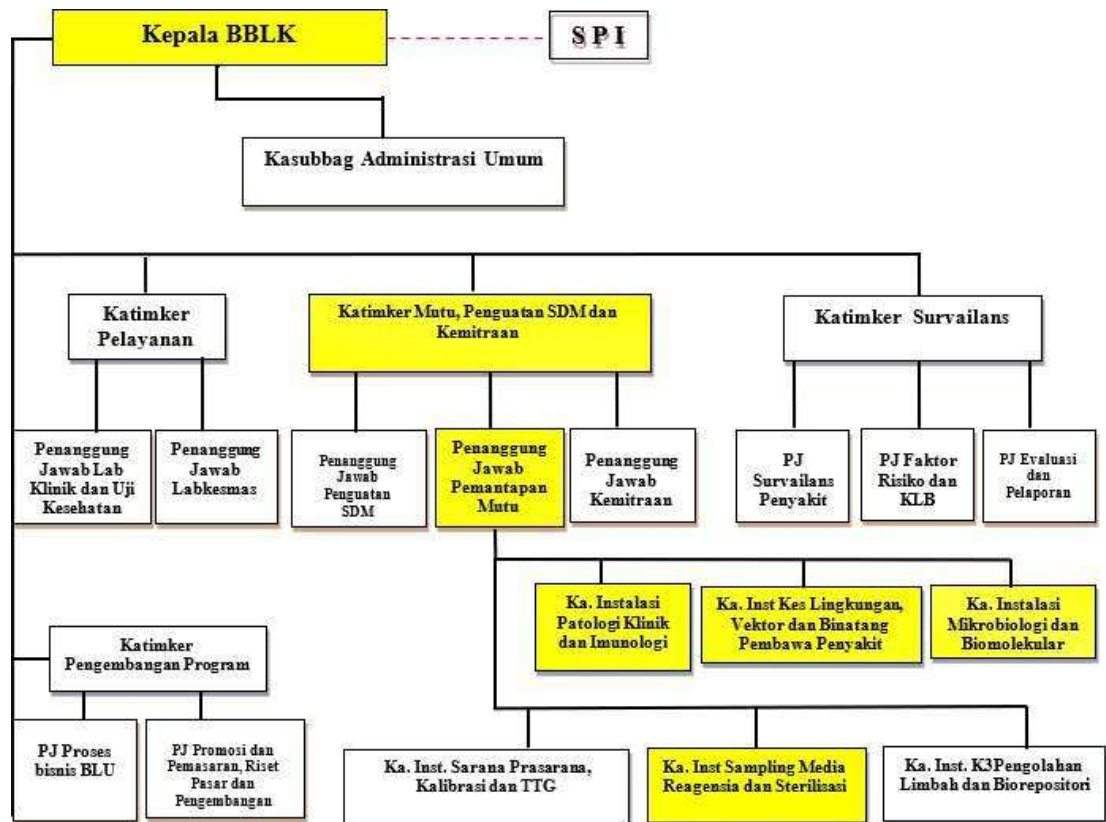 Kepala BBLK
S P I
Kasubbag Administrasi Umum
Katimker
Pelayanan
Katimker Mutu, Penguatan SDM dan
Kemitraan
Katimker Survailans
Penanggung
Jawab Lab
Klinik dan Uji
Kesehatan
Penanggung
Jawab
Labkesmas
Penanggung
Jawab
Penguatan
SDM
Penanggung
Jawab
Pemantapan
Mutu
Penanggung
Jawab
Kemitraan
PJ
Survailans
Penyakit
PJ Faktor
Risiko dan
KLB
PJ Evaluasi
dan
Pelaporan
Ka. Instalasi
Patologi Klinik
dan Imunologi
Ka. Inst Kes Lingkungan,
Vektor dan Binatang
Pembawa Penyakit
Ka. Instalasi
Mikrobiologi dan
Biomolekular
Katimker
Pengembangan Program
PJ Proses
bisnis BLU
PJ Promosi dan
Pemasaran, Riset
Pasar dan
Pengembangan
Ka. Inst. Sarana Prasarana,
Kalibrasi dan TTG
Ka. Inst Sampling Media
Reagensia dan Sterilisasi
Ka. Inst. K3Pengolahan
Limbah dan Biorepositori